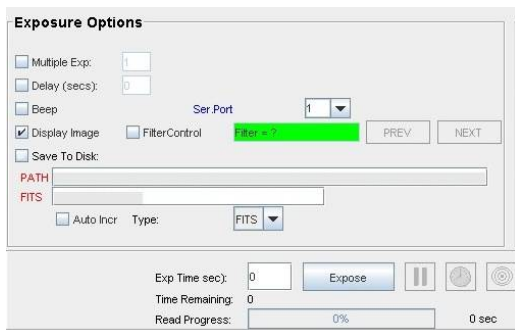 Exposure Options
Multiple Exp: 1
Delay (secs): 0
Beep Ser.Port 1
Display Image FilterControl Filter = ? PREV NEXT
Save To Disk:
PATH
FITS
Auto Incr Type: FITS
Exp Time sec): 0 Expose
Time Remaining: 0
Read Progress: 0% 0 sec